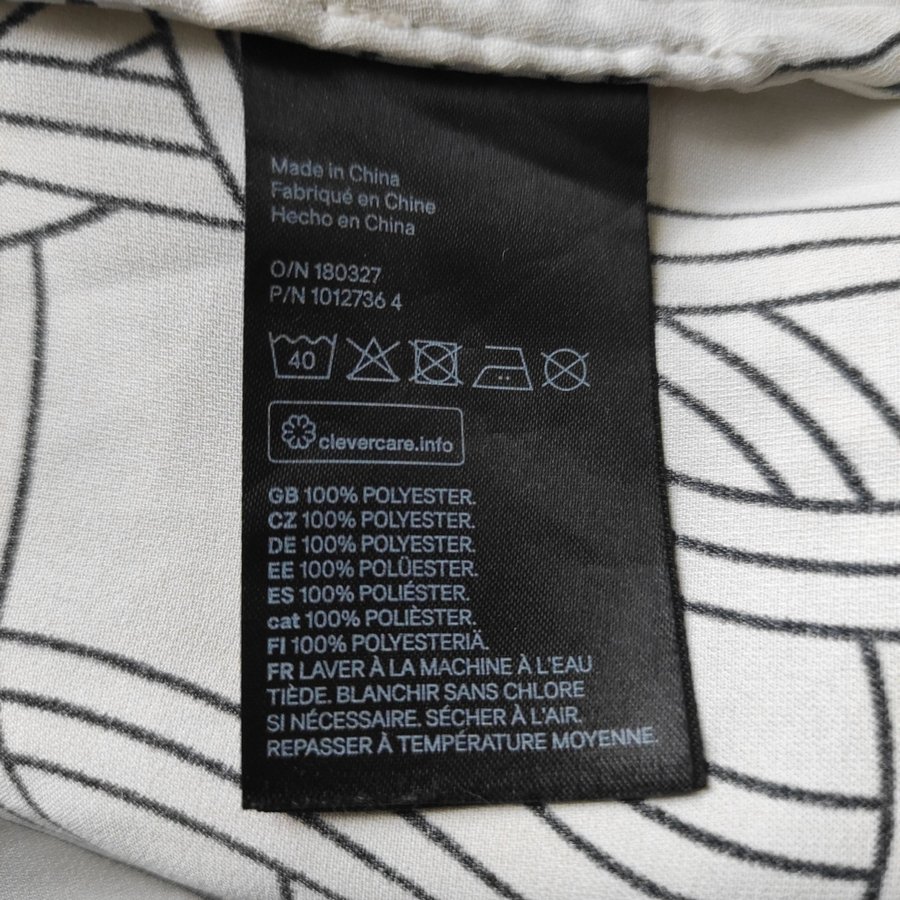 Made in China
Fabriqué en Chine
Hecho en China
O/N 180327
P/N 1012736 4
40
clevercare.info
GB 100% POLYESTER.
CZ 100% POLYESTER.
DE 100% POLYESTER.
EE 100% POLÜESTER.
ES 100% POLIÉSTER.
cat 100% POLIÈSTER.
FI 100% POLYESTERIÄ.
FR LAVER À LA MACHINE À L'EAU
TIÈDE. BLANCHIR SANS CHLORE
SI NÉCESSAIRE. SÉCHER À L'AIR.
REPASSER À TEMPÉRATURE MOYENNE.